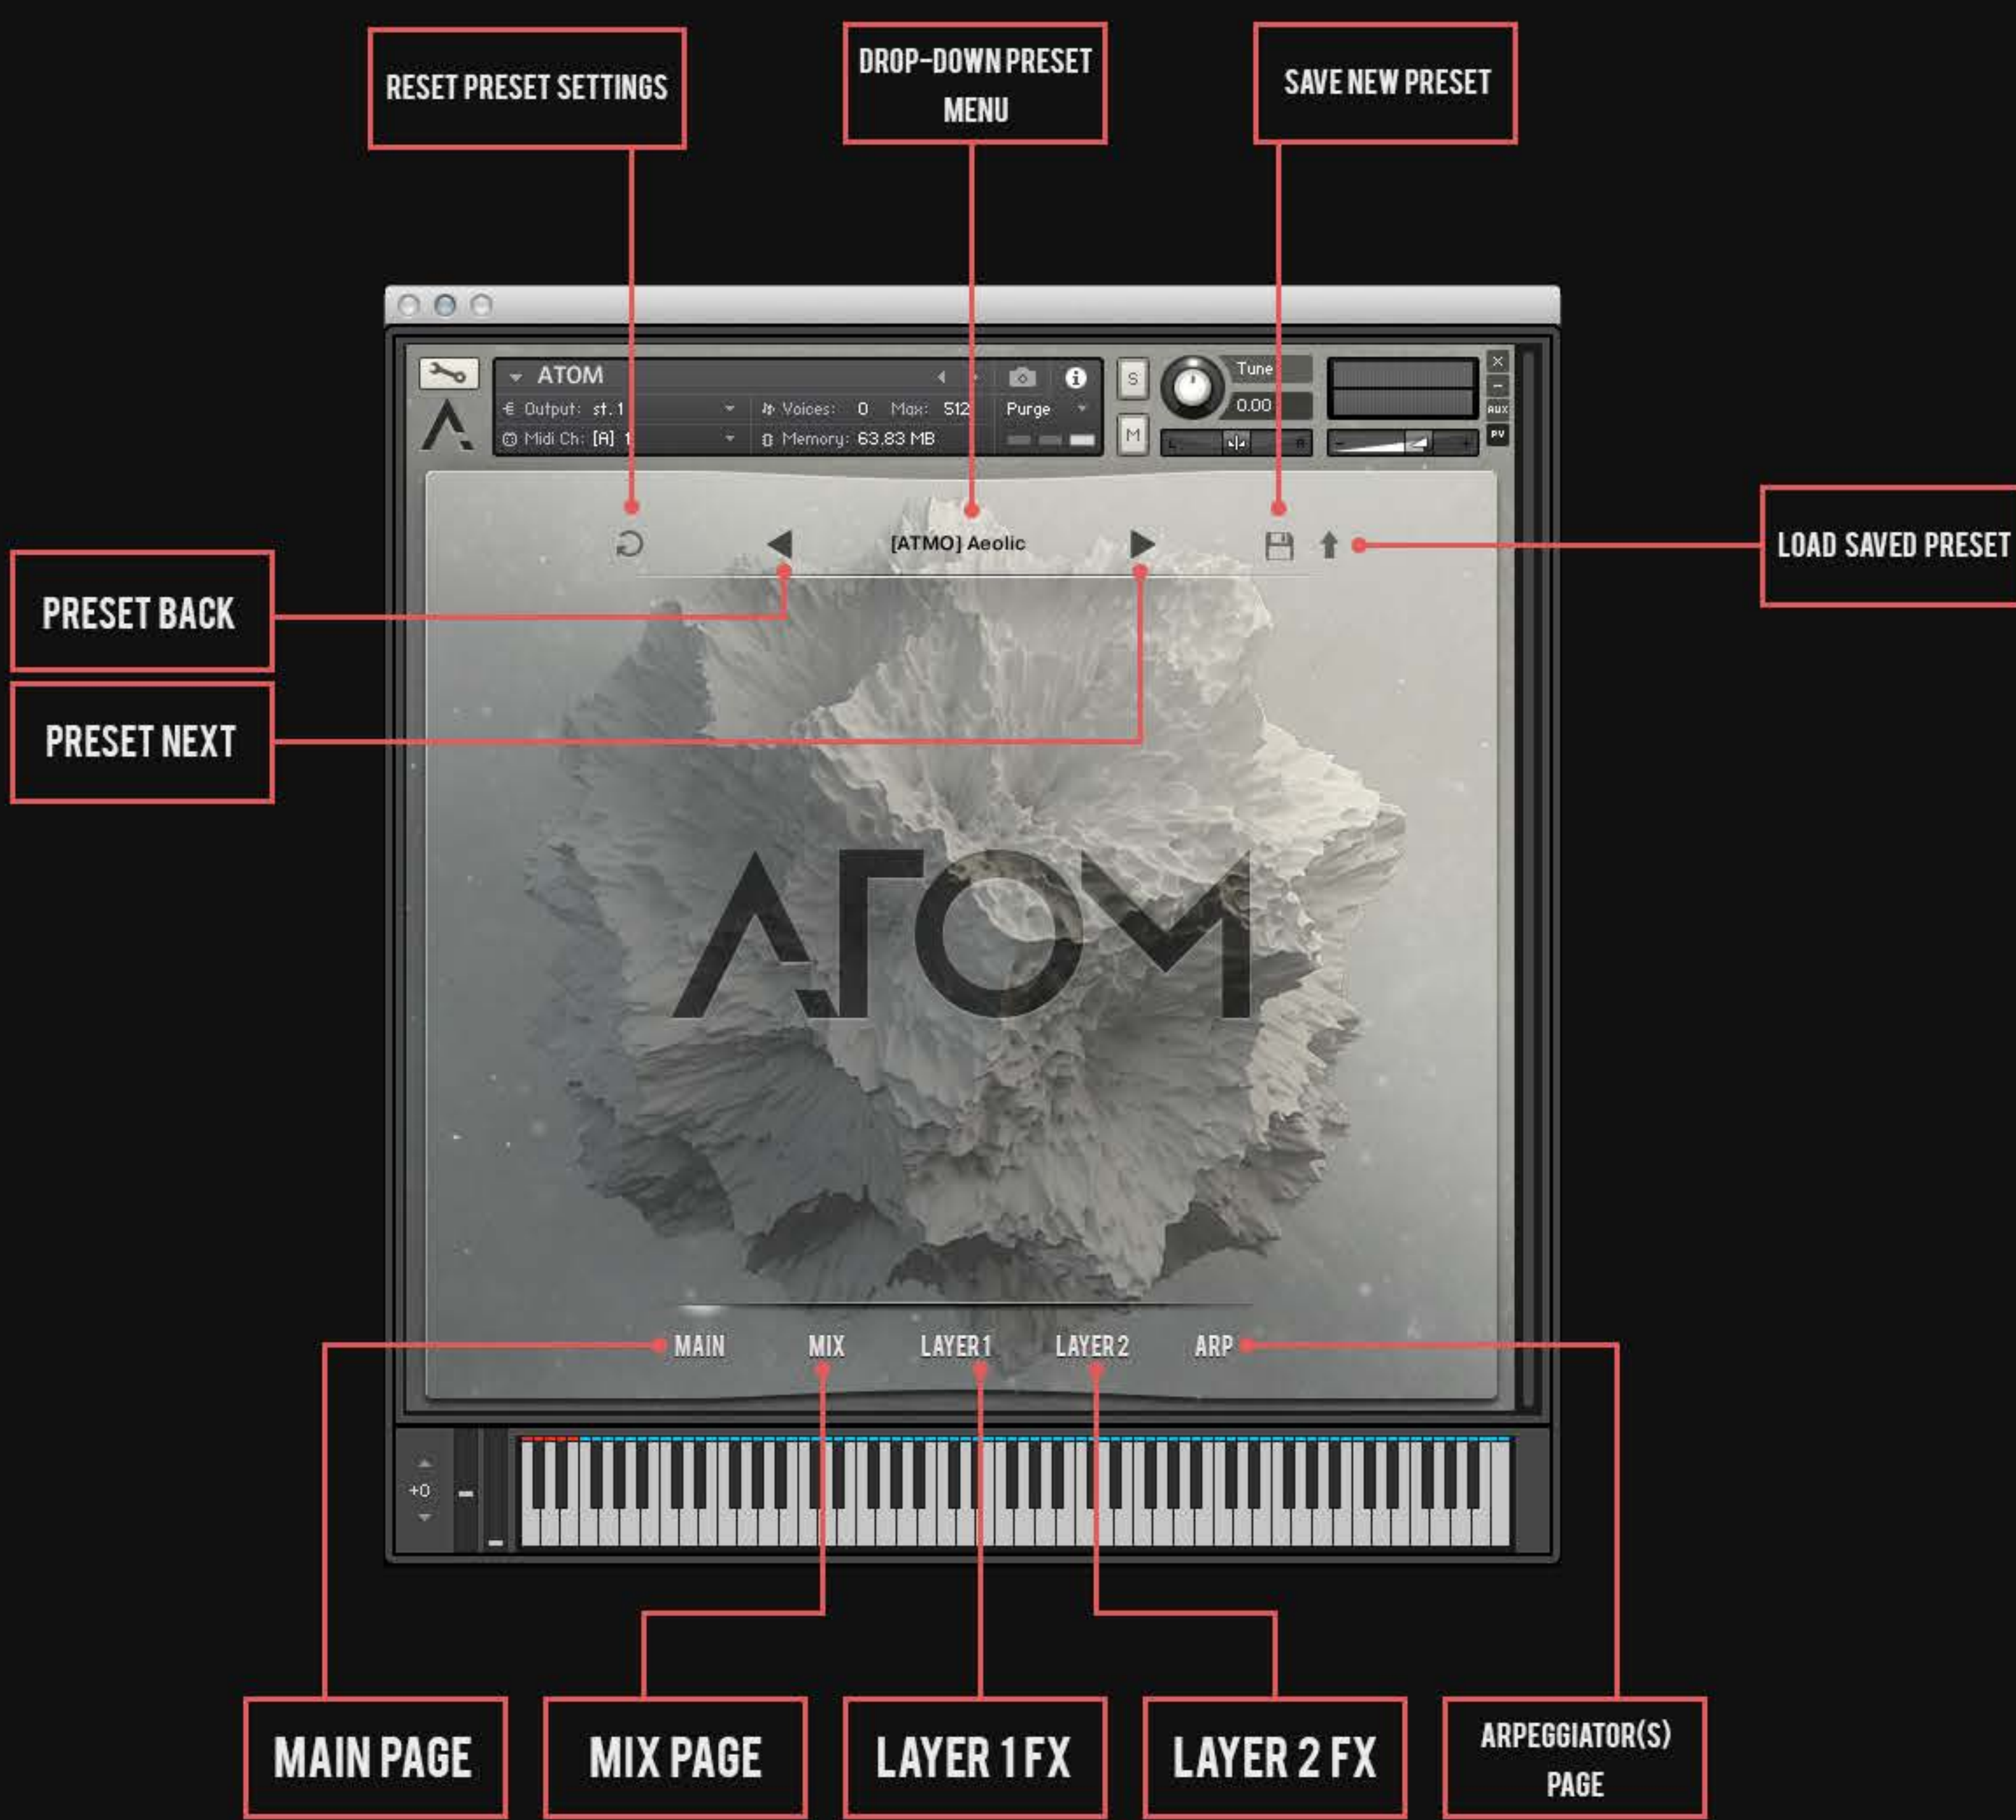 RESET PRESET SETTINGS
DROP-DOWN PRESET
MENU
SAVE NEW PRESET
ATOM
Output: st. 1
Voices: 0 Max: 512
Purge
Midi Ch: [A] 1
Memory: 63.83 MB
S
M
Tune
0.00
L
R
×
AUX
PV
LOAD SAVED PRESET
[ATMO] Aeolic
PRESET BACK
PRESET NEXT
ATOM
MAIN
MIX
LAYER 1
LAYER 2
ARP
+0
MAIN PAGE
MIX PAGE
LAYER 1 FX
LAYER 2 FX
ARPEGGIATOR(S)
PAGE